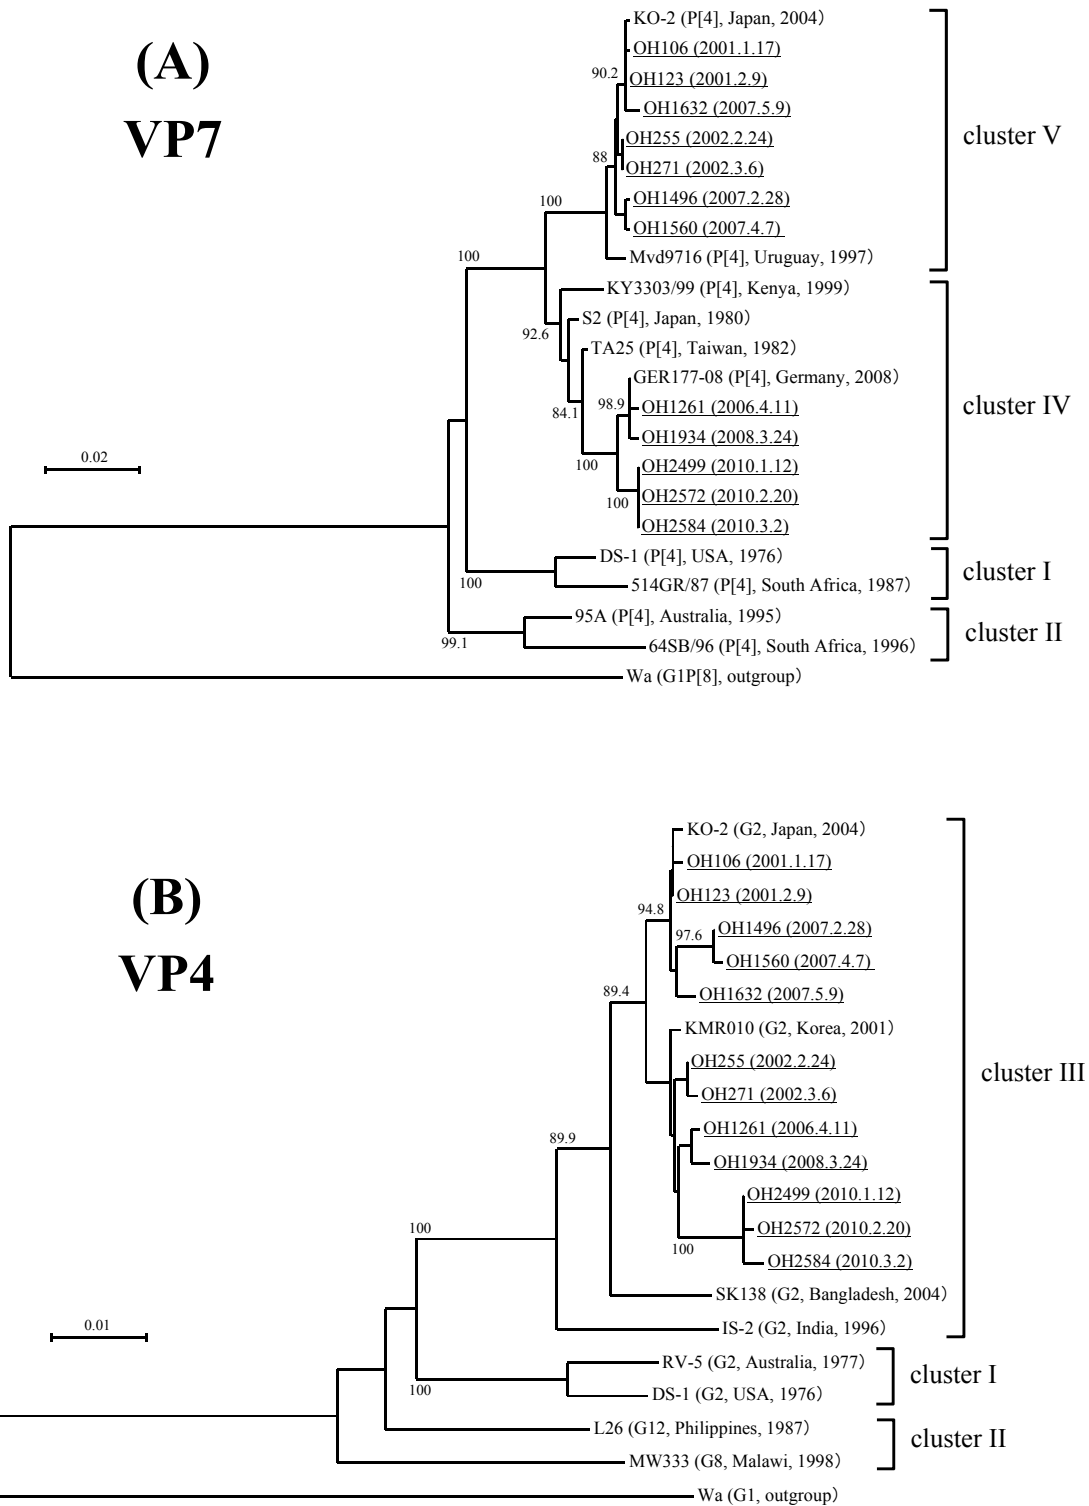 (A)
VP7
KO-2 (P[4], Japan, 2004)
OH106 (2001.1.17)
90.2
OH123 (2001.2.9)
OH1632 (2007.5.9)
cluster V
OH255 (2002.2.24)
88
OH271 (2002.3.6)
OH1496 (2007.2.28)
100
OH1560 (2007.4.7)
100
Mvd9716 (P[4], Uruguay, 1997)
KY3303/99 (P[4], Kenya, 1999)
S2 (P[4], Japan, 1980)
92.6
TA25 (P[4], Taiwan, 1982)
GER177-08 (P[4], Germany, 2008)
98.9
OH1261 (2006.4.11)
cluster IV
84.1
OH1934 (2008.3.24)
0.02
100
OH2499 (2010.1.12)
OH2572 (2010.2.20)
100
OH2584 (2010.3.2)
DS-1 (P[4], USA, 1976)
cluster I
100
514GR/87 (P[4], South Africa, 1987)
95A (P[4], Australia, 1995)
cluster II
99.1
64SB/96 (P[4], South Africa, 1996)
Wa (G1P[8], outgroup)
(B)
VP4
KO-2 (G2, Japan, 2004)
OH106 (2001.1.17)
OH123 (2001.2.9)
94.8
OH1496 (2007.2.28)
97.6
OH1560 (2007.4.7)
89.4
OH1632 (2007.5.9)
KMR010 (G2, Korea, 2001)
OH255 (2002.2.24)
cluster III
OH271 (2002.3.6)
OH1261 (2006.4.11)
89.9
OH1934 (2008.3.24)
OH2499 (2010.1.12)
100
OH2572 (2010.2.20)
100
OH2584 (2010.3.2)
SK138 (G2, Bangladesh, 2004)
0.01
IS-2 (G2, India, 1996)
RV-5 (G2, Australia, 1977)
cluster I
100
DS-1 (G2, USA, 1976)
L26 (G12, Philippines, 1987)
cluster II
MW333 (G8, Malawi, 1998)
Wa (G1, outgroup)